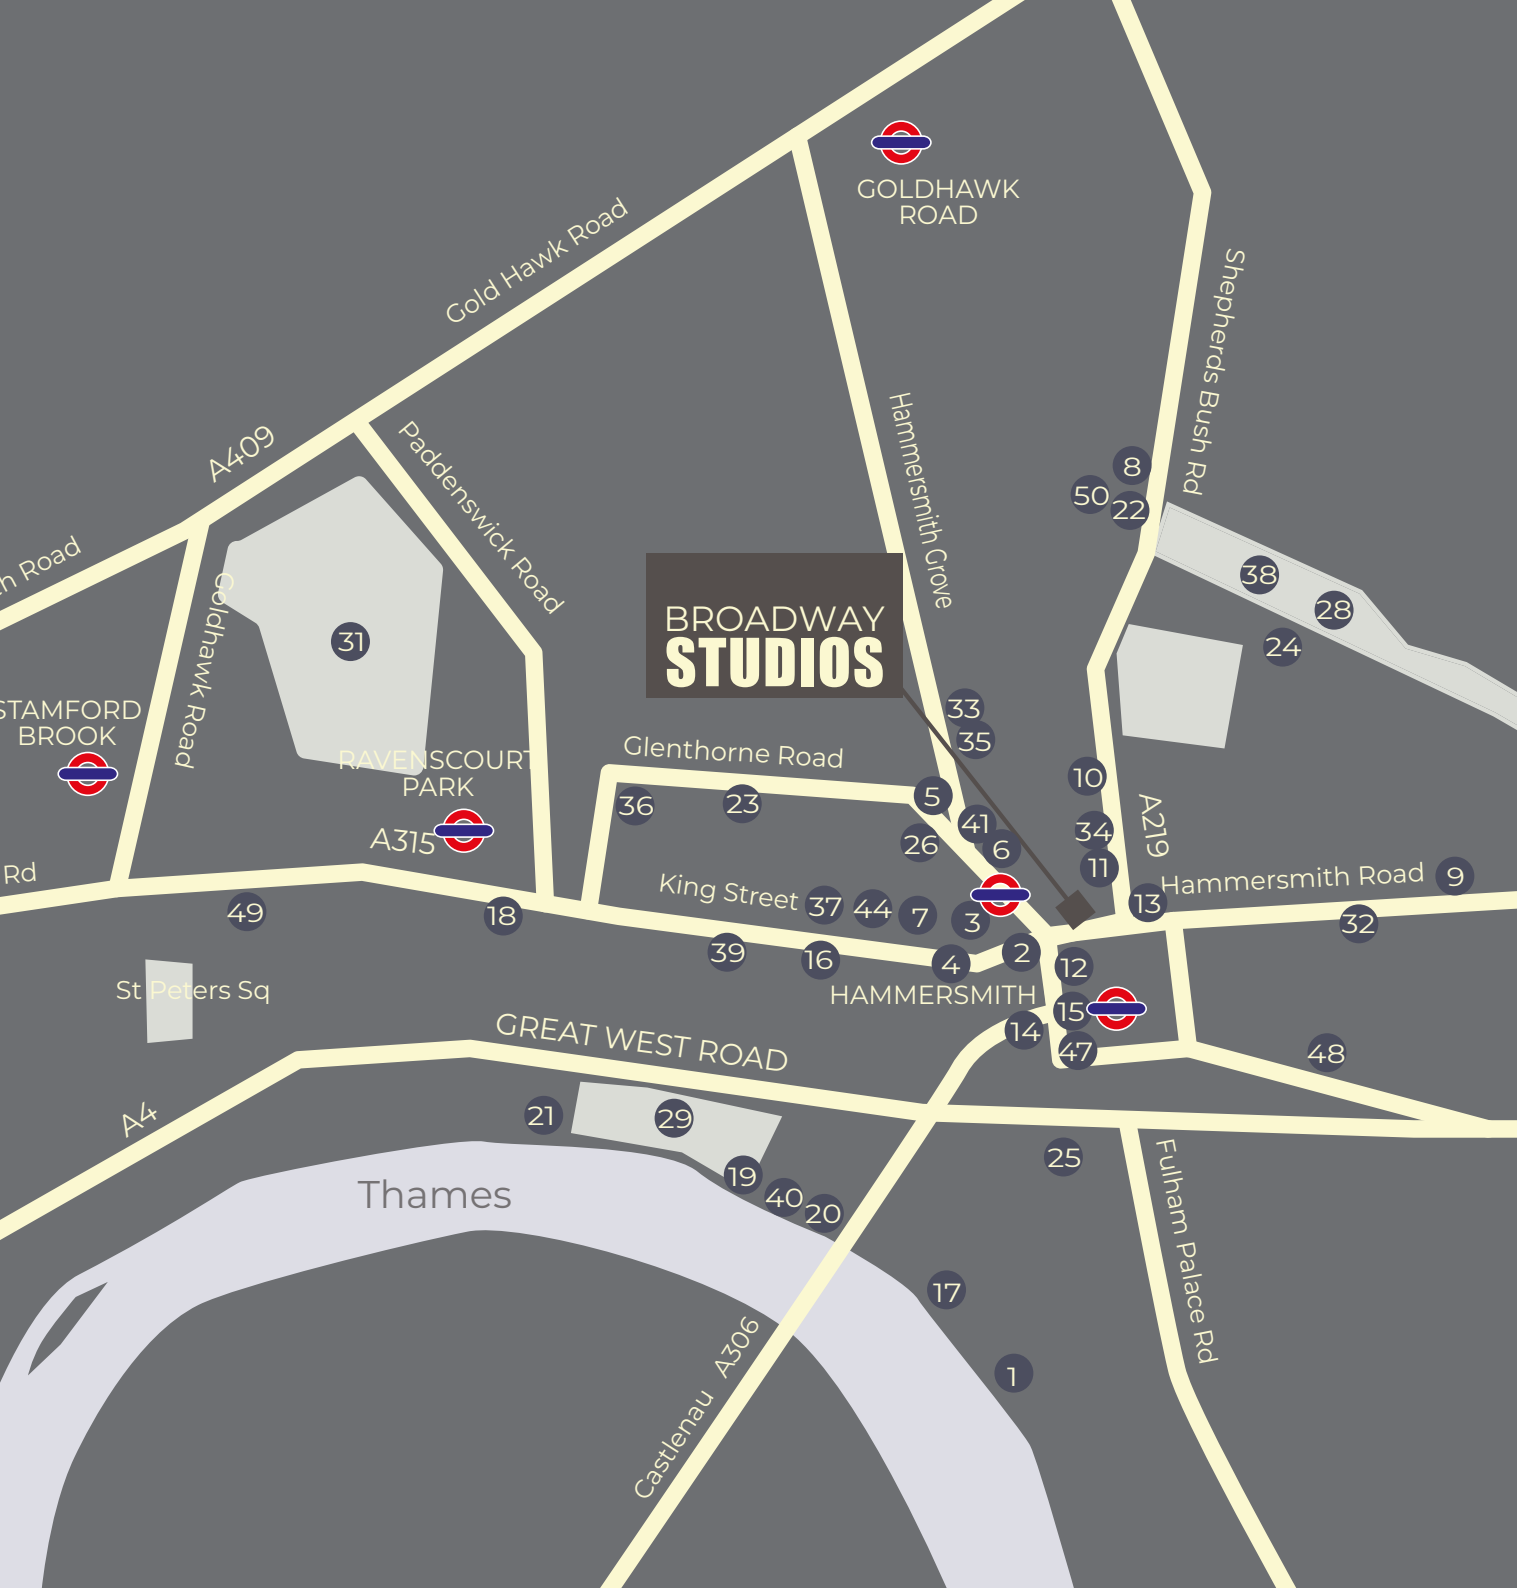 GOLDHAWK
ROAD
Gold Hawk Road
Shepherds Bush Rd
A409
Paddenswick Road
Hammersmith Grove
8
50
22
h Road
Goldhawk Road
38
28
24
31
BROADWAY
STUDIOS
STAMFORD
BROOK
33
35
RAVENSCOURT
PARK
Glenthorne Road
10
A315
36
23
5
41
34
A219
26
6
11
Rd
King Street
37
44
7
3
13
Hammersmith Road
9
49
18
32
39
16
4
2
12
St Peters Sq
HAMMERSMITH
15
14
GREAT WEST ROAD
47
48
A4
21
29
25
19
40
20
Thames
Fulham Palace Rd
17
1
Castlenau
A306